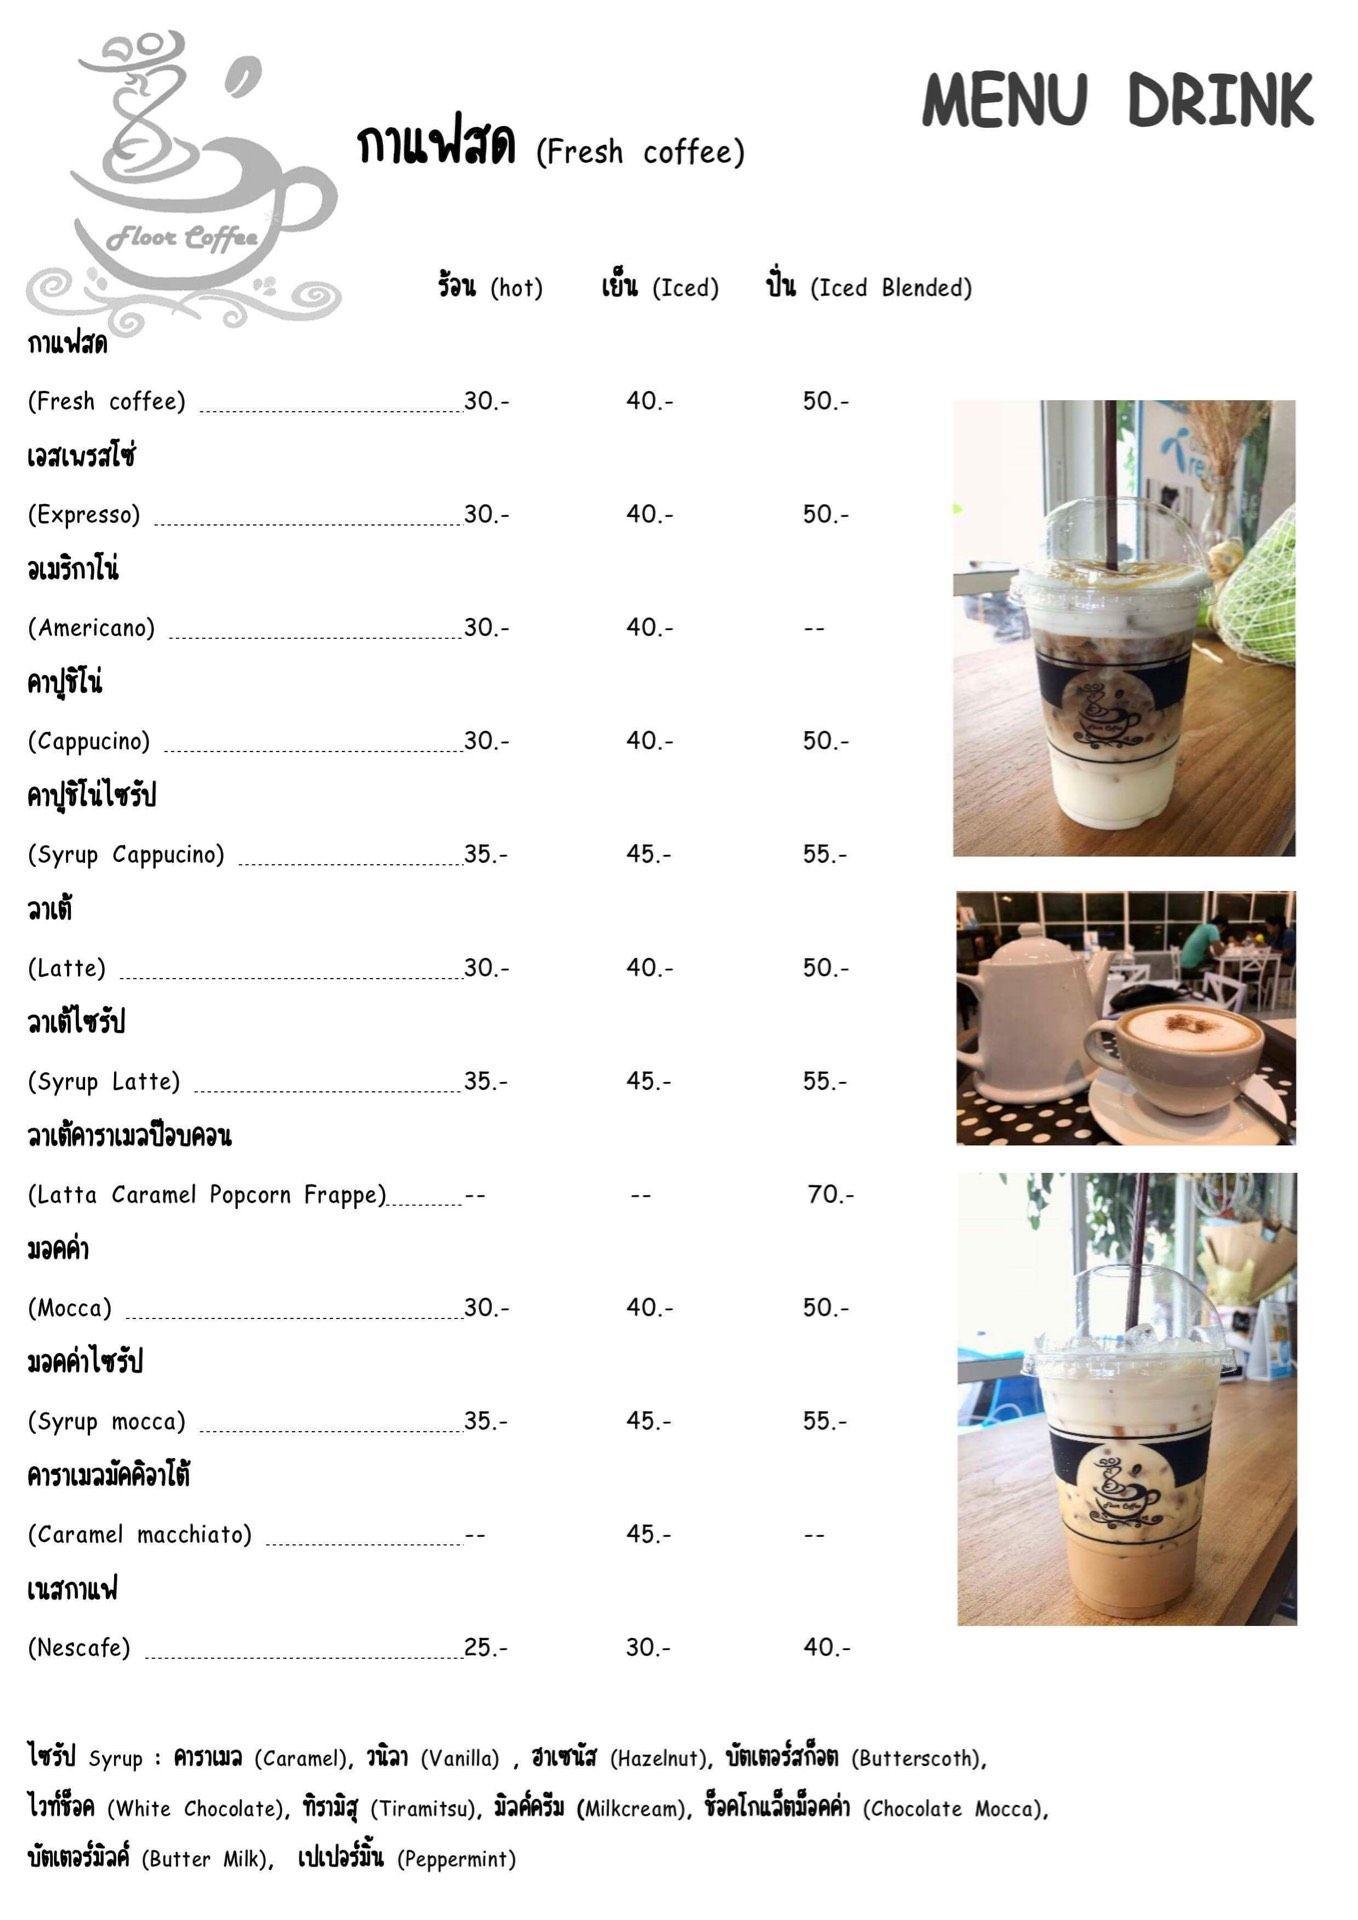 MENU DRINK
กาแฟสด (Fresh coffee)
Floor Coffee
ร้อน (hot) เย็น (Iced) ปั่น (Iced Blended)
กาแฟสด
(Fresh coffee) 30.- 40.- 50.-
เอสเพรสโซ่
(Expresso) 30.- 40.- 50.-
อเมริกาโน่
(Americano) 30.- 40.- --
คาปูชิโน่
(Cappucino) 30.- 40.- 50.-
คาปูชิโน่ไซรัป
(Syrup Cappucino) 35.- 45.- 55.-
ลาเต้
(Latte) 30.- 40.- 50.-
ลาเต้ไซรัป
(Syrup Latte) 35.- 45.- 55.-
ลาเต้คาราเมลป๊อบคอน
(Latta Caramel Popcorn Frappe) -- -- 70.-
มอคค่า
(Mocca) 30.- 40.- 50.-
มอคค่าไซรัป
(Syrup mocca) 35.- 45.- 55.-
คาราเมลมัคคิอาโต้
(Caramel macchiato) -- 45.- --
เนสกาแฟ
(Nescafe) 25.- 30.- 40.-
ไซรัป Syrup : คาราเมล (Caramel), วนิลา (Vanilla) , ฮาเซนัส (Hazelnut), บัตเตอร์สก็อต (Butterscoth),
ไวท์ช็อค (White Chocolate), ทิรามิสุ (Tiramitsu), มิลค์ครีม (Milkcream), ช็อคโกแล็ตม็อคค่า (Chocolate Mocca),
บัตเตอร์มิลค์ (Butter Milk), เปเปอร์มิ้น (Peppermint)
Floor Coffee
Floor Coffee